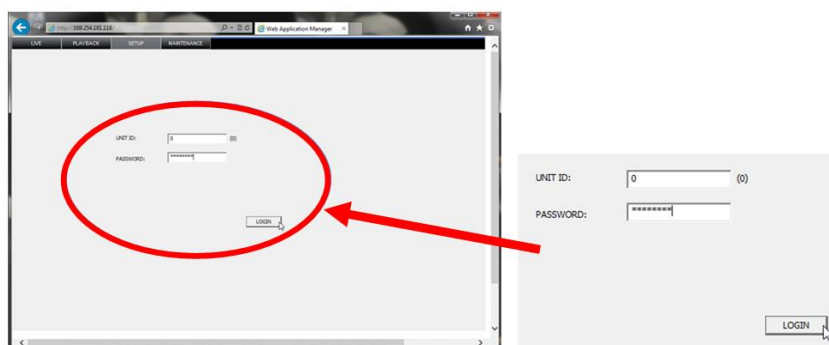 http://169.254.181.118/
Web Application Manager
LIVE PLAYBACK SETUP MAINTENANCE
UNIT ID: 0 (0)
PASSWORD: ********
LOGIN
UNIT ID: 0 (0)
PASSWORD: ********
LOGIN